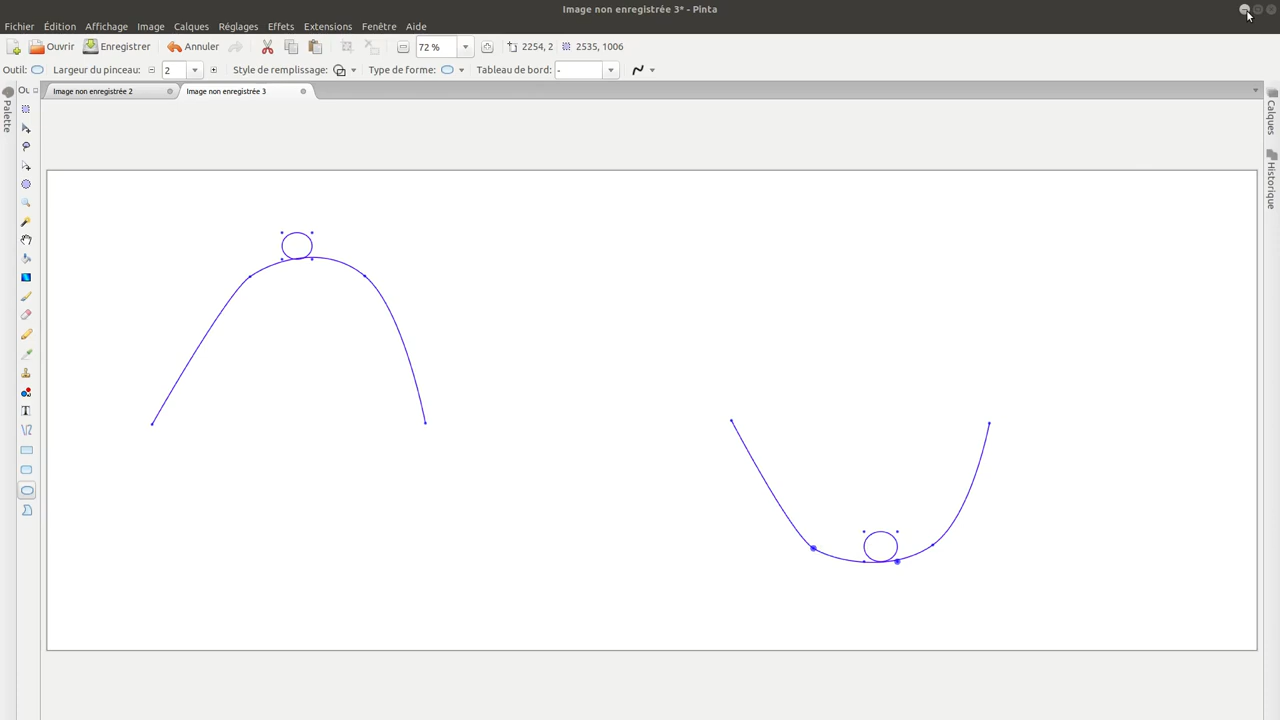 Image non enregistrée 3* - Pinta
Fichier Édition Affichage Image Calques Réglages Effets Extensions Fenêtre Aide
Ouvrir Enregistrer Annuler 72 % 2254, 2 2535, 1006
Outil: Largeur du pinceau: 2 Style de remplissage: Type de forme: Tableau de bord: -
Image non enregistrée 2 Image non enregistrée 3
Palette
Ou
Calques
Historique